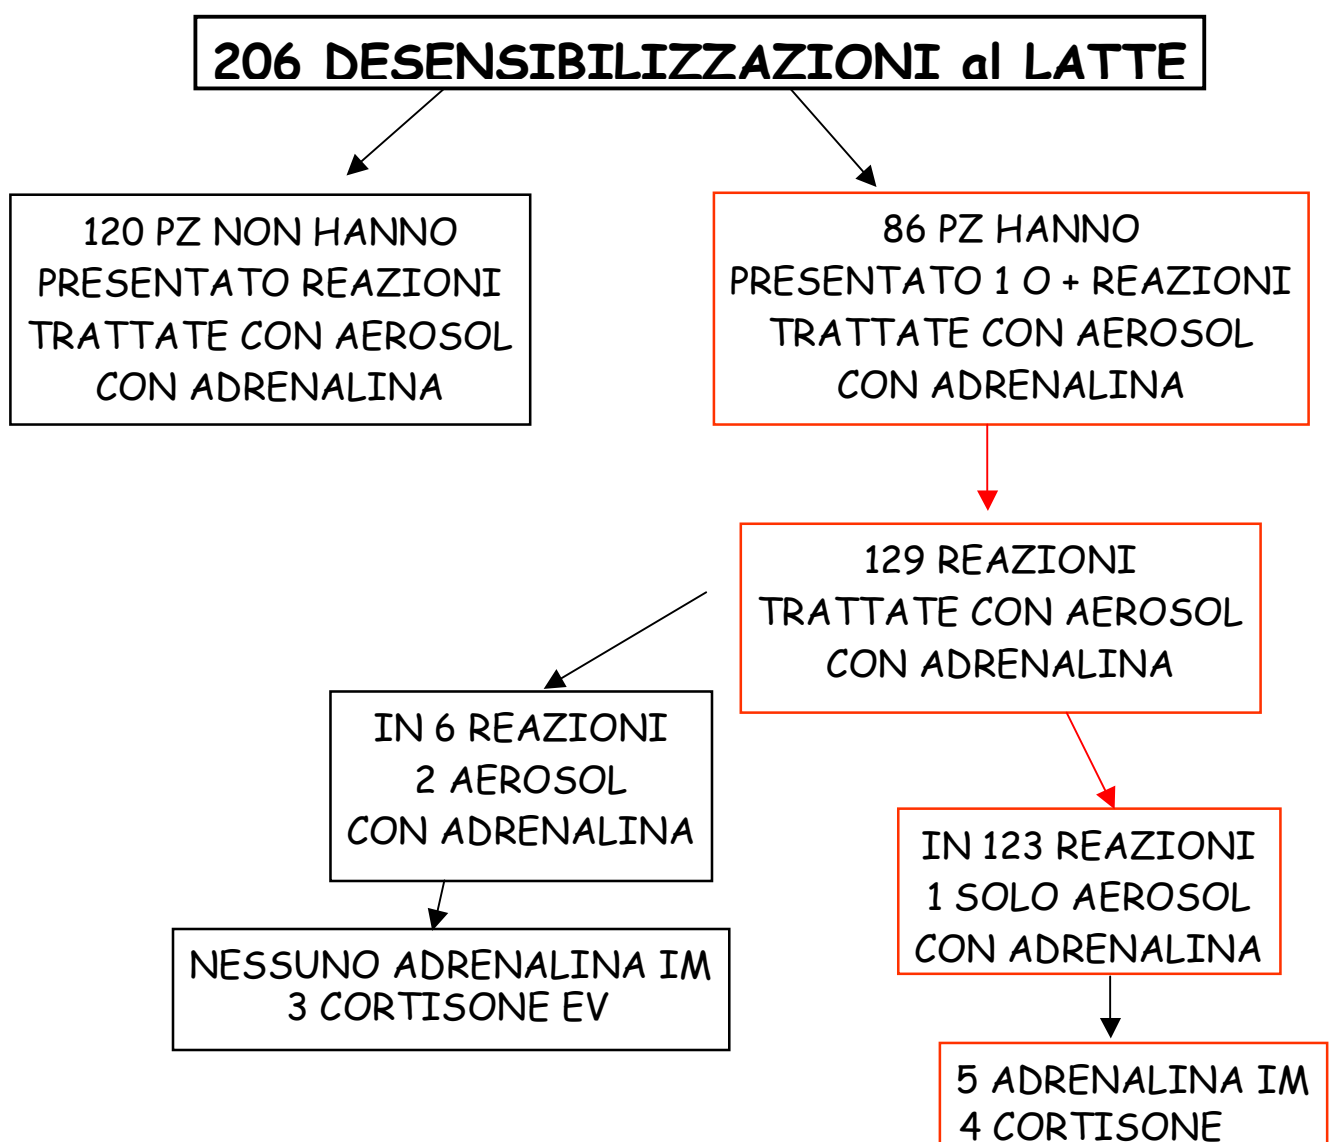 206 DESENSIBILIZZAZIONI al LATTE
120 PZ NON HANNO
PRESENTATO REAZIONI
TRATTATE CON AEROSOL
CON ADRENALINA
86 PZ HANNO
PRESENTATO 1 O + REAZIONI
TRATTATE CON AEROSOL
CON ADRENALINA
129 REAZIONI
TRATTATE CON AEROSOL
CON ADRENALINA
IN 6 REAZIONI
2 AEROSOL
CON ADRENALINA
IN 123 REAZIONI
1 SOLO AEROSOL
CON ADRENALINA
NESSUNO ADRENALINA IM
3 CORTISONE EV
5 ADRENALINA IM
4 CORTISONE